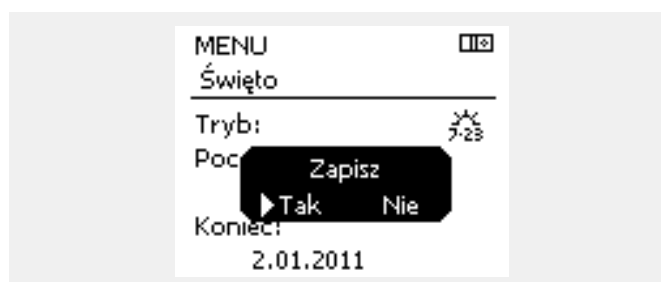 MENU
Święto
Tryb:
7-23
Poc
Zapisz
Tak Nie
Koniec:
2.01.2011